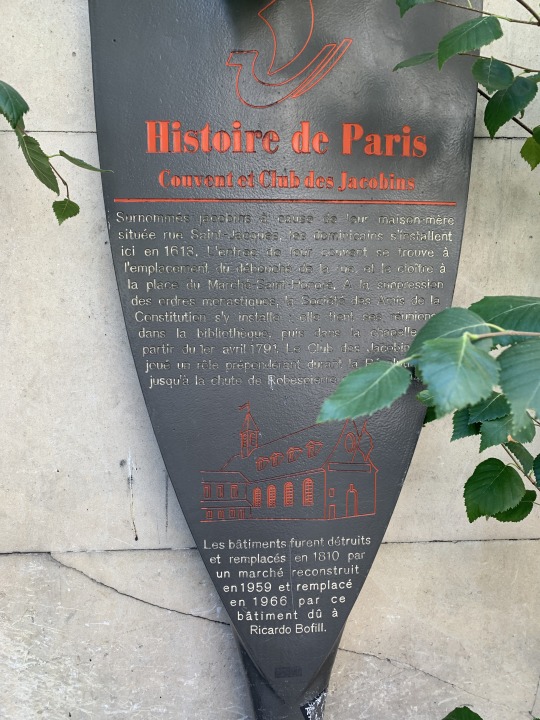 Histoire de Paris
Couvent et Club des Jacobins
Surnommés jacobins à cause de leur maison-mère
située rue Saint-Jacques, les dominicains s'installent
ici en 1613. L'entrée de leur couvent se trouve à
l'emplacement du débouché de la rue, et le cloître à
la place du Marché-Saint-Honoré. A la suppression
des ordres monastiques, la Société des Amis de la
Constitution s'y installe : elle tient ses réunions
dans la bibliothèque, puis dans la chapelle
partir du 1er avril 1791. Le Club des Jacobins
joué un rôle prépondérant durant la
jusqu'à la chute de Robespierre
Les bâtiments furent détruits
et remplacés en 1810 par
un marché reconstruit
en 1959 et remplacé
en 1966 par ce
bâtiment dû à
Ricardo Bofill.